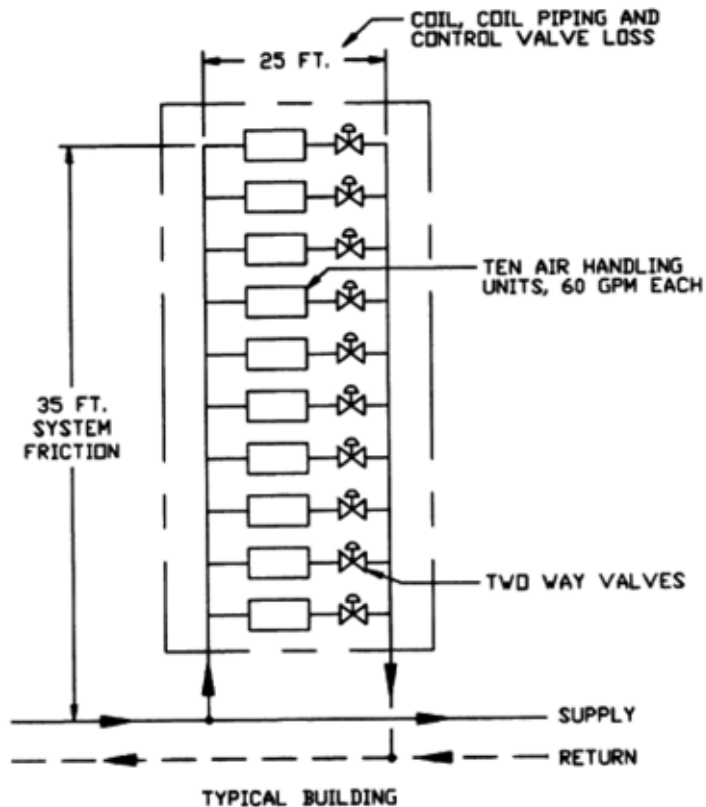 COIL, COIL PIPING AND
CONTROL VALVE LOSS
25 FT.
TEN AIR HANDLING
UNITS, 60 GPM EACH
35 FT.
SYSTEM
FRICTION
TWO WAY VALVES
SUPPLY
RETURN
TYPICAL BUILDING